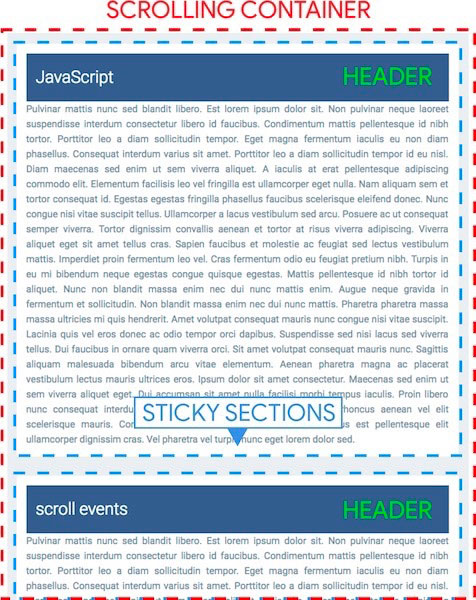 SCROLLING CONTAINER
JavaScript HEADER
Pulvinar mattis nunc sed blandit libero. Est lorem ipsum dolor sit. Non pulvinar neque laoreet
suspendisse interdum consectetur libero id faucibus. Condimentum mattis pellentesque id nibh
tortor. Porttitor leo a diam sollicitudin tempor. Eget magna fermentum iaculis eu non diam
phasellus. Consequat interdum varius sit amet. Porttitor leo a diam sollicitudin tempor id eu nisl.
Diam maecenas sed enim ut sem viverra aliquet. A iaculis at erat pellentesque adipiscing
commodo elit. Elementum facilisis leo vel fringilla est ullamcorper eget nulla. Nam aliquam sem et
tortor consequat id. Egestas egestas fringilla phasellus faucibus scelerisque eleifend donec. Nunc
congue nisi vitae suscipit tellus. Ullamcorper a lacus vestibulum sed arcu. Posuere ac ut consequat
semper viverra. Tortor dignissim convallis aenean et tortor at risus viverra adipiscing. Viverra
aliquet eget sit amet tellus cras. Sapien faucibus et molestie ac feugiat sed lectus vestibulum
mattis. Imperdiet proin fermentum leo vel. Cras fermentum odio eu feugiat pretium nibh. Turpis in
eu mi bibendum neque egestas congue quisque egestas. Mattis pellentesque id nibh tortor id
aliquet. Nunc non blandit massa enim nec dui nunc mattis enim. Augue neque gravida in
fermentum et sollicitudin. Non blandit massa enim nec dui nunc mattis. Pharetra pharetra massa
massa ultricies mi quis hendrerit. Amet volutpat consequat mauris nunc congue nisi vitae suscipit.
Lacinia quis vel eros donec ac odio tempor orci dapibus. Suspendisse sed nisi lacus sed viverra
tellus. Dui faucibus in ornare quam viverra orci. Sit amet volutpat consequat mauris nunc. Sagittis
aliquam malesuada bibendum arcu vitae elementum. Aenean pharetra magna ac placerat
vestibulum lectus mauris ultrices eros. Ipsum dolor sit amet consectetur. Maecenas sed enim ut
sem viverra aliquet eget. Dui accumsan sit amet nulla facilisi morbi tempus iaculis. Proin libero
nunc consequat interdu STICKY SECTIONS honcus aenean vel elit
scelerisque mauris. Co es in est ante in nibh mauris cursus mattis
ullamcorper dignissim cras. Vel pharetra vel turpis nunc eget lorem dolor sed.
scroll events HEADER
Pulvinar mattis nunc sed blandit libero. Est lorem ipsum dolor sit. Non pulvinar neque laoreet
suspendisse interdum consectetur libero id faucibus. Condimentum mattis pellentesque id nibh
tortor. Porttitor leo a diam sollicitudin tempor. Eget magna fermentum iaculis eu non diam
phasellus. Consequat interdum varius sit amet. Porttitor leo a diam sollicitudin tempor id eu nisl.